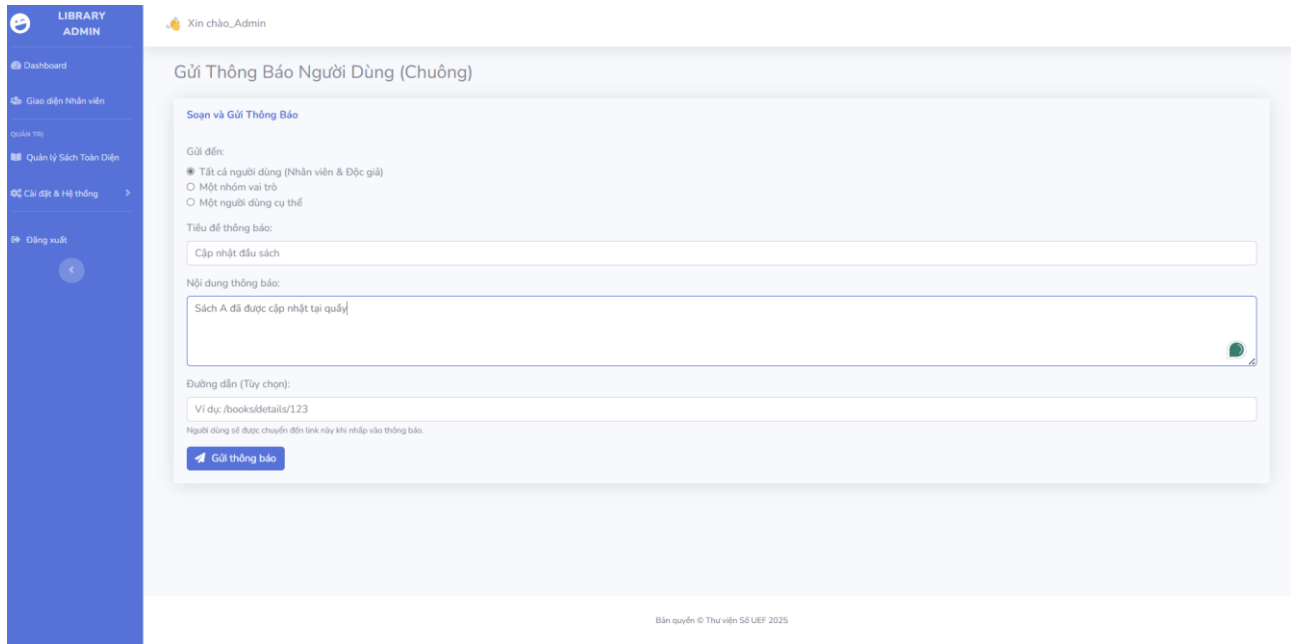 LIBRARY
ADMIN
Xin chào_Admin
Dashboard
Giao diện Nhân viên
QUẢN TRỊ
Quản lý Sách Toàn Diện
Cài đặt & Hệ thống
Đăng xuất
Gửi Thông Báo Người Dùng (Chuông)
Soạn và Gửi Thông Báo
Gửi đến:
Tất cả người dùng (Nhân viên & Độc giả)
Một nhóm vai trò
Một người dùng cụ thể
Tiêu đề thông báo:
Cập nhật đầu sách
Nội dung thông báo:
Sách A đã được cập nhật tại quầy
Đường dẫn (Tùy chọn):
Ví dụ: /books/details/123
Người dùng sẽ được chuyển đến link này khi nhấp vào thông báo.
Gửi thông báo
Bản quyền © Thư viện Số UEF 2025